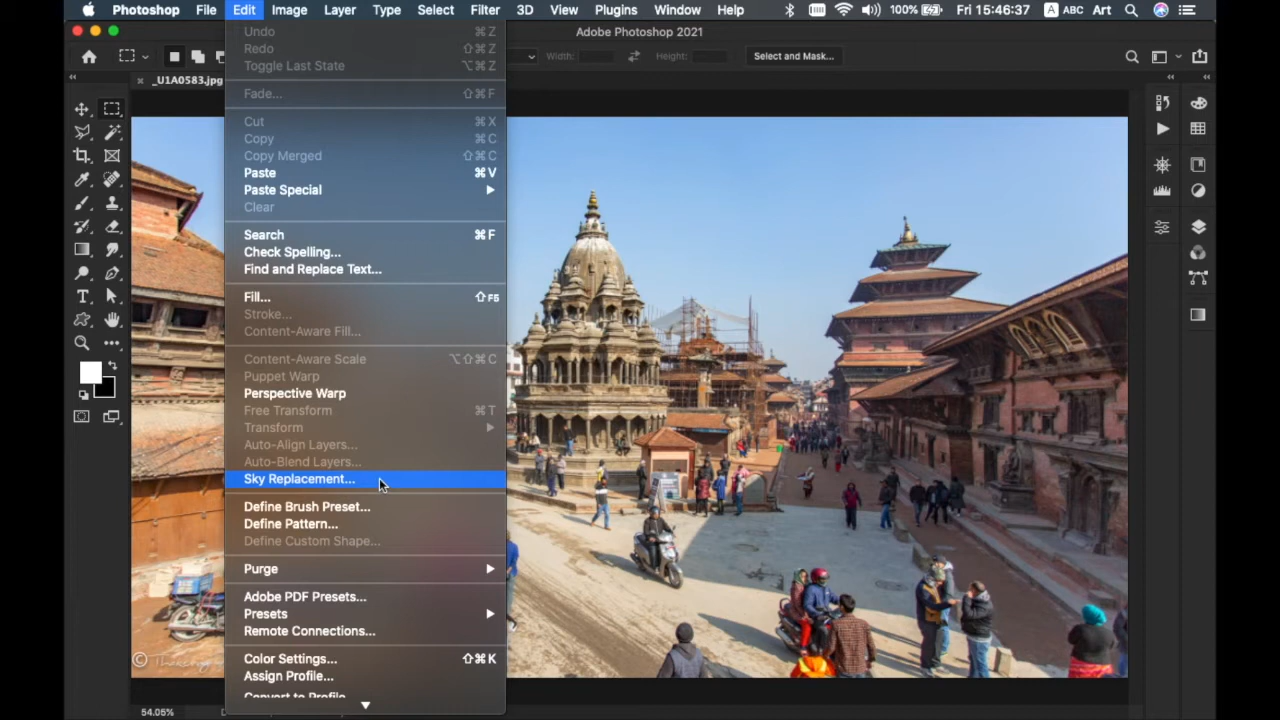 Photoshop File Edit Image Layer Type Select Filter 3D View Plugins Window Help 100% Fri 15:46:37 A ABC Art
Adobe Photoshop 2021
Width: Height: Select and Mask...
_U1A0583.jpg
Undo ⌘Z
Redo ⇧⌘Z
Toggle Last State ⌥⌘Z
Fade... ⇧⌘F
Cut ⌘X
Copy ⌘C
Copy Merged ⇧⌘C
Paste ⌘V
Paste Special
Clear
Search ⌘F
Check Spelling...
Find and Replace Text...
Fill... ⇧F5
Stroke...
Content-Aware Fill...
Content-Aware Scale ⌥⇧⌘C
Puppet Warp
Perspective Warp
Free Transform ⌘T
Transform
Auto-Align Layers...
Auto-Blend Layers...
Sky Replacement...
Define Brush Preset...
Define Pattern...
Define Custom Shape...
Purge
Adobe PDF Presets...
Presets
Remote Connections...
Color Settings... ⇧⌘K
Assign Profile...
Convert to Profile
54.05%